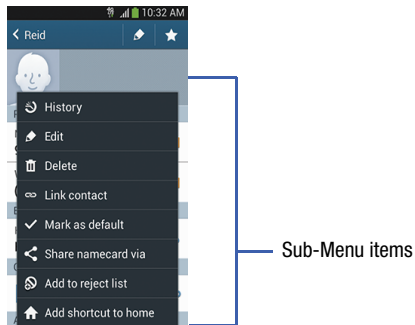 10:32 AM
Reid
History
Edit
Delete
Link contact
Mark as default
Share namecard via
Add to reject list
Add shortcut to home
Sub-Menu items